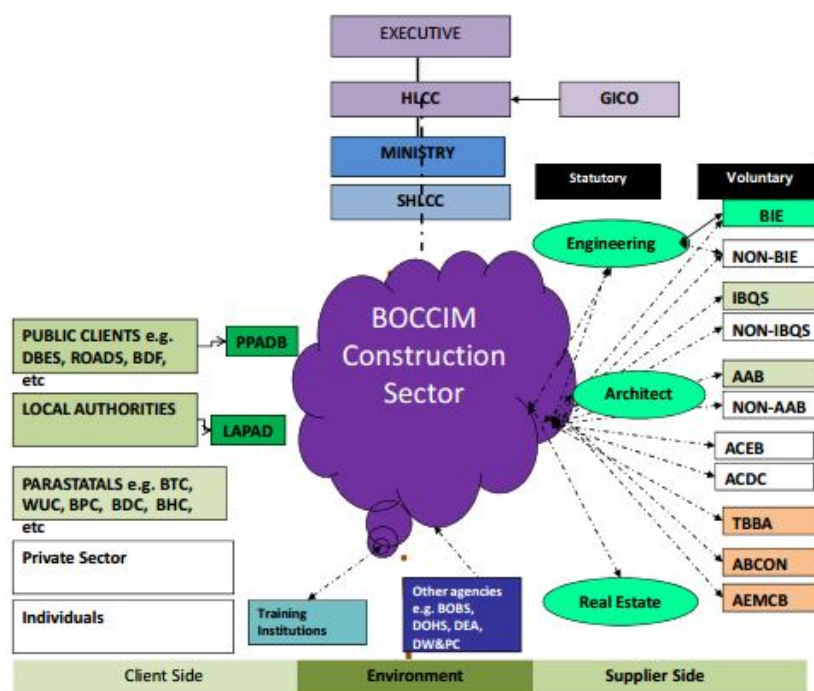 EXECUTIVE
HLCC
GICO
MINISTRY
SHLCC
Statutory
Voluntary
Engineering
BIE
NON-BIE
IBQS
NON-IBQS
Architect
AAB
NON-AAB
ACEB
ACDC
TBBA
ABCON
AEMCB
Real Estate
BOCCIM
Construction
Sector
PUBLIC CLIENTS e.g.
DBES, ROADS, BDF,
etc
PPADB
LOCAL AUTHORITIES
LAPAD
PARASTATALS e.g. BTC,
WUC, BPC, BDC, BHC,
etc
Private Sector
Individuals
Training
Institutions
Other agencies
e.g. BOBS,
DOHS, DEA,
DW&PC
Client Side
Environment
Supplier Side